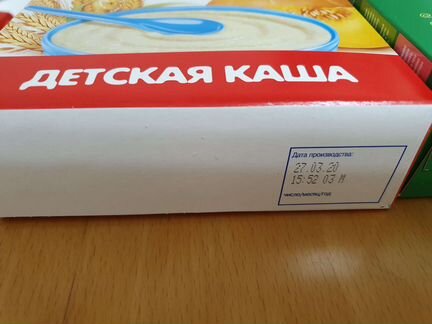 ДЕТСКАЯ КАША
Дата производства:
27.03.20
15:52 03 М
число/месяц/год